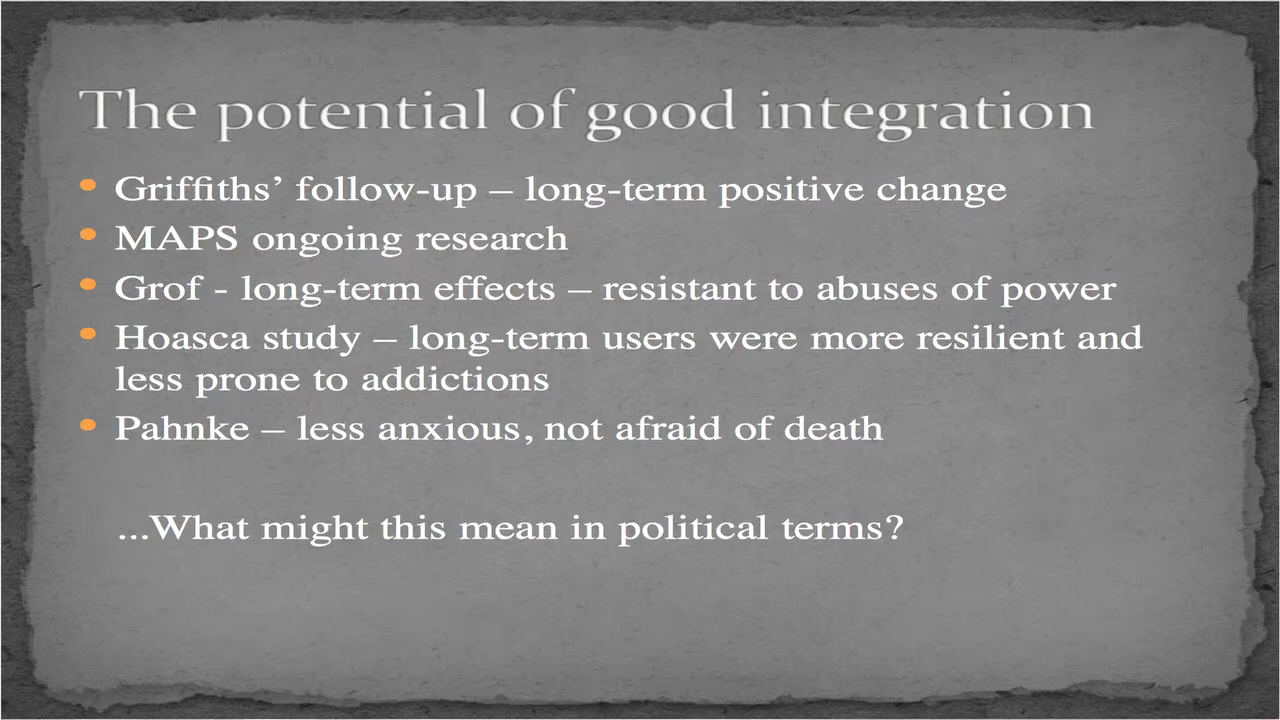 The potential of good integration
• Griffiths’ follow-up – long-term positive change
• MAPS ongoing research
• Grof - long-term effects – resistant to abuses of power
• Hoasca study – long-term users were more resilient and
less prone to addictions
• Pahnke – less anxious, not afraid of death
...What might this mean in political terms?